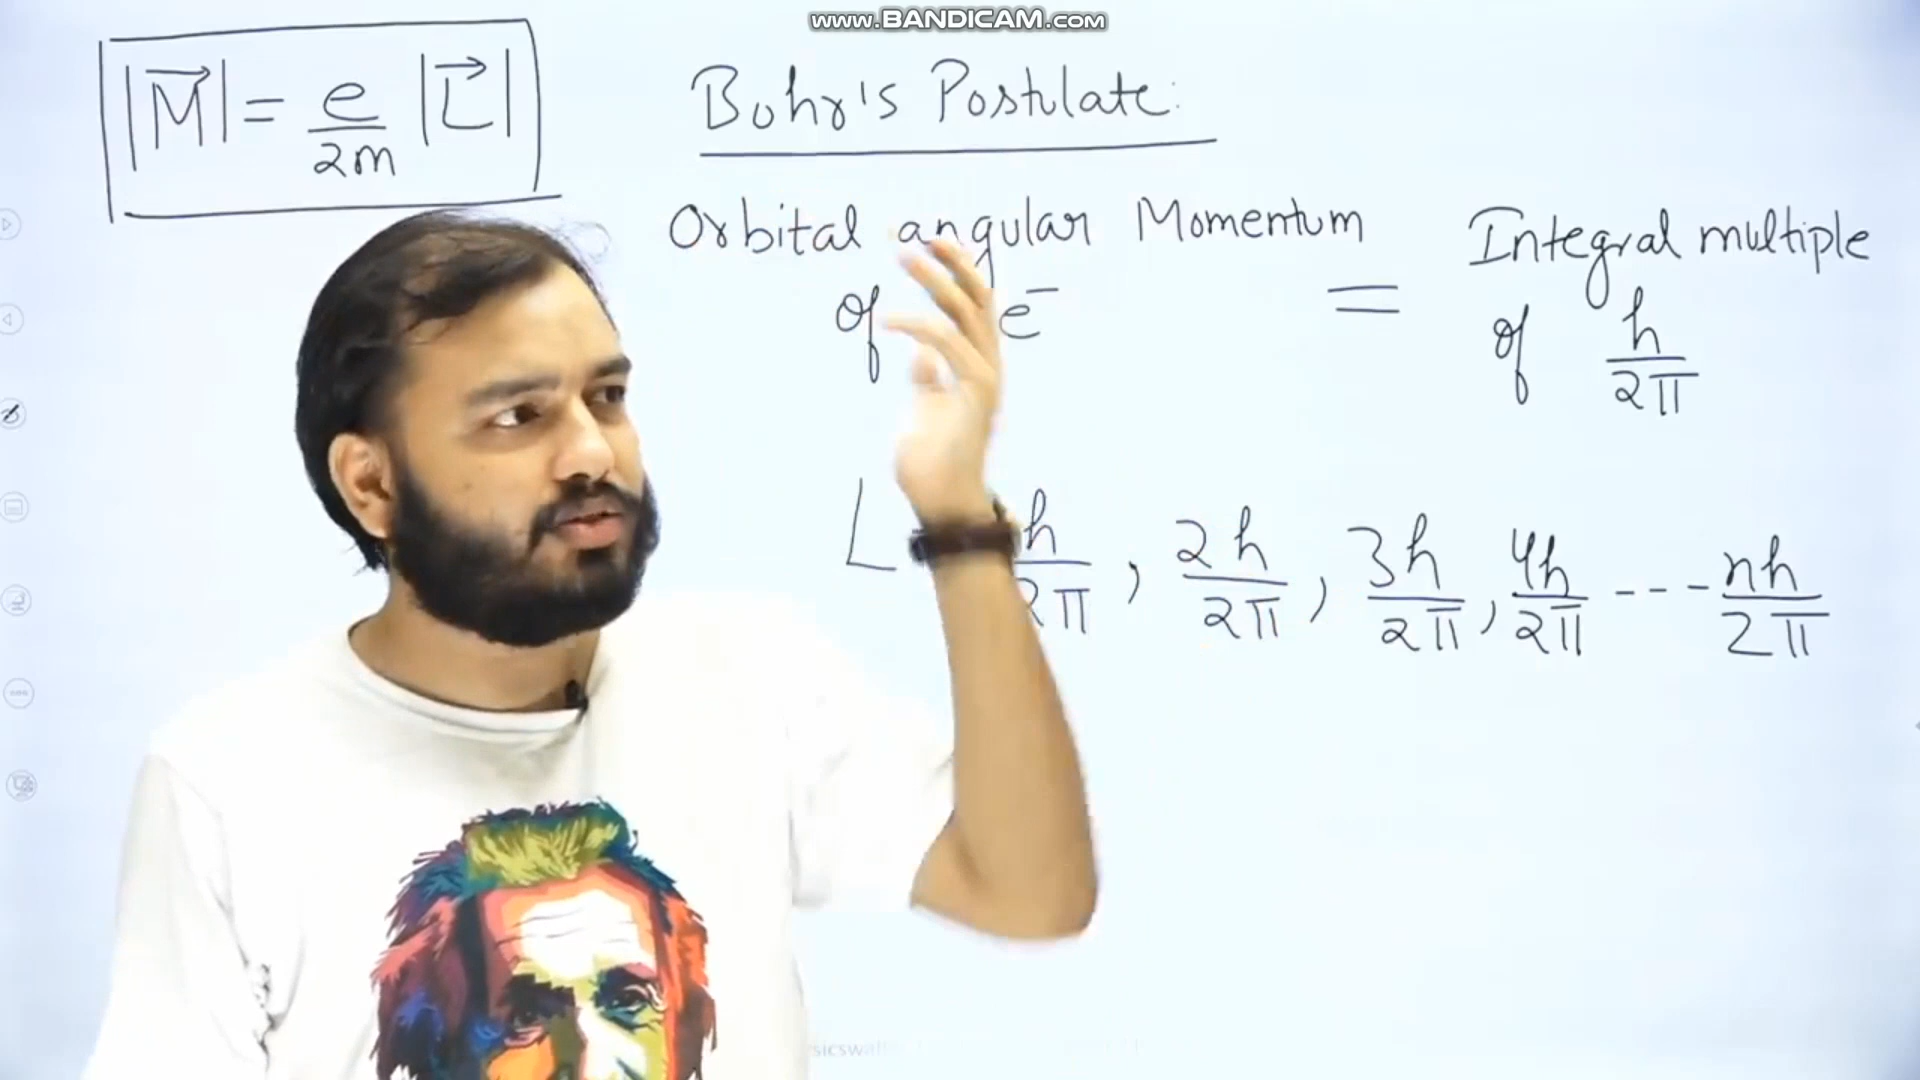 www.BANDICAM.com
|M⃗| = e/2m |L⃗|
Bohr's Postulate:
Orbital angular Momentum
of e⁻ = Integral multiple
of h/2π
L h/2π, 2h/2π, 3h/2π, 4h/2π ---- nh/2π